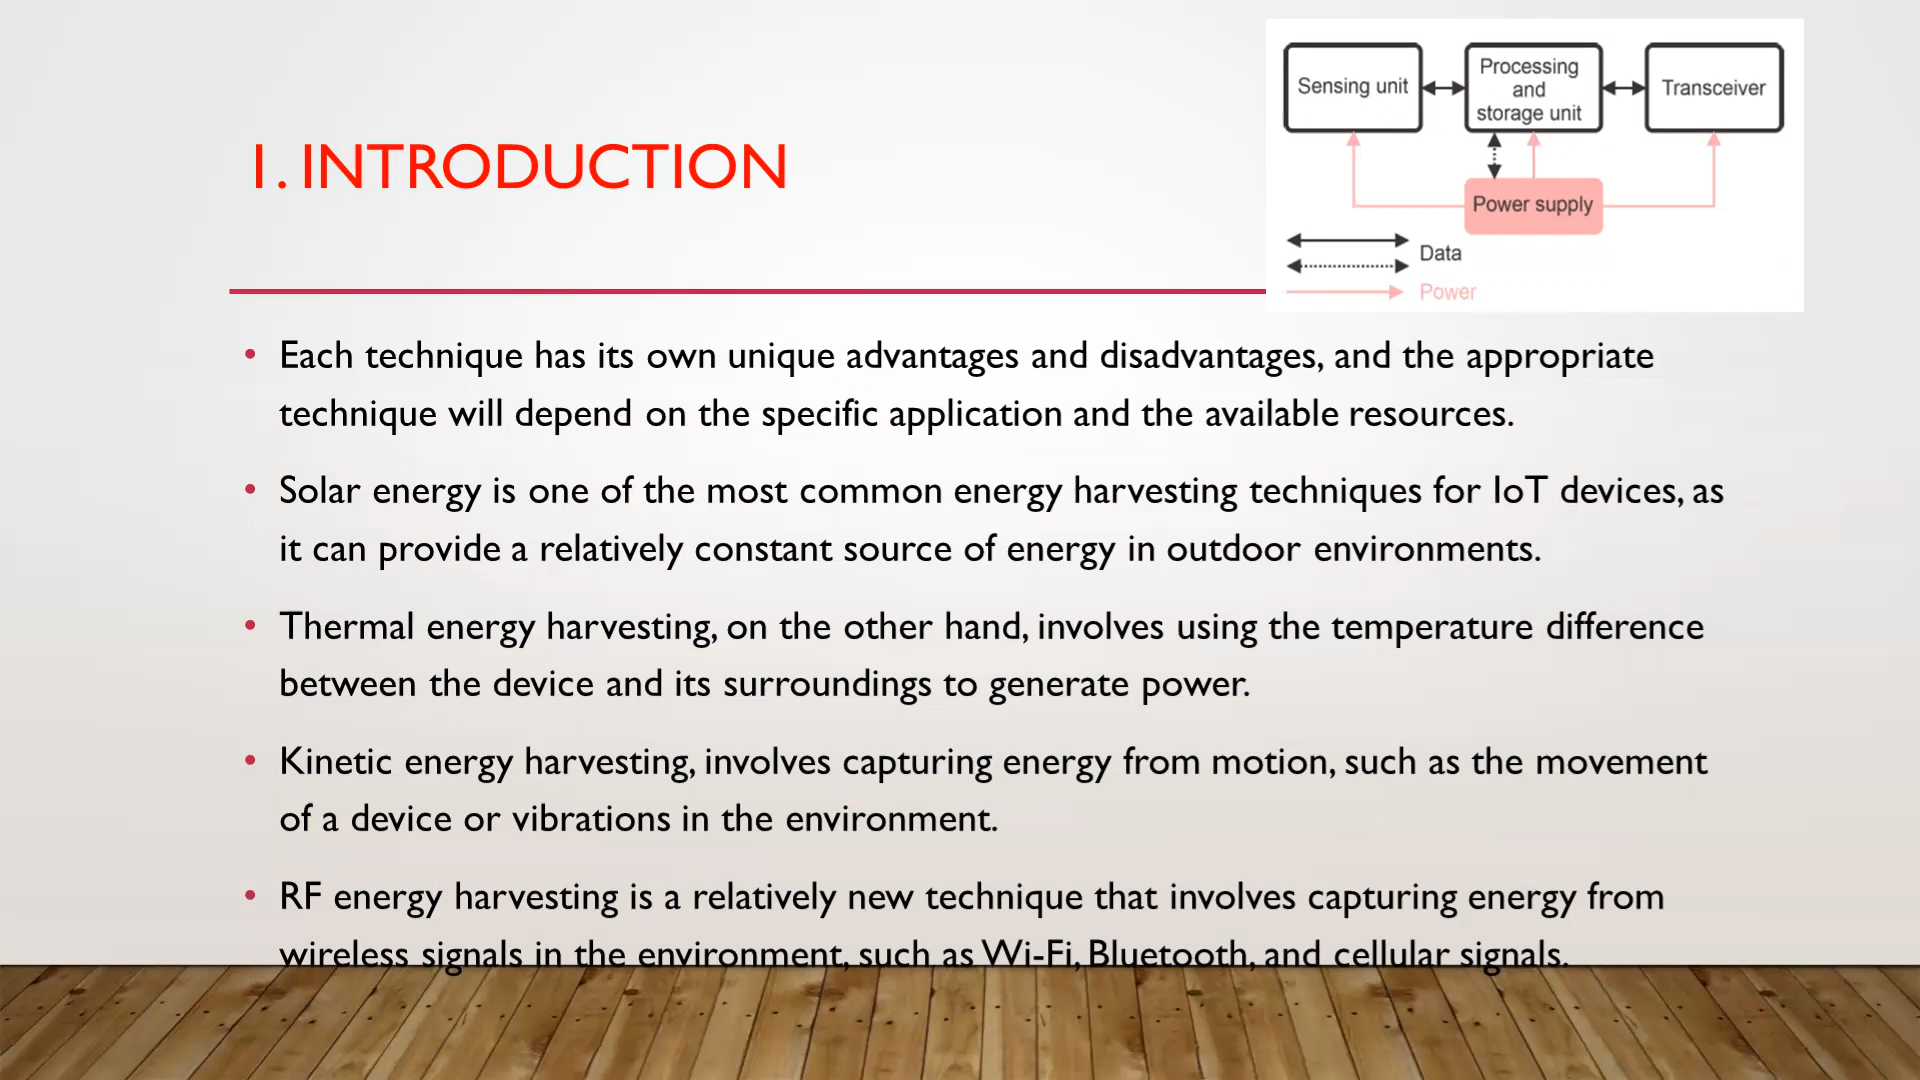 Sensing unit
Processing
and
storage unit
Transceiver
Power supply
Data
Power
1. INTRODUCTION
• Each technique has its own unique advantages and disadvantages, and the appropriate
technique will depend on the specific application and the available resources.
• Solar energy is one of the most common energy harvesting techniques for IoT devices, as
it can provide a relatively constant source of energy in outdoor environments.
• Thermal energy harvesting, on the other hand, involves using the temperature difference
between the device and its surroundings to generate power.
• Kinetic energy harvesting, involves capturing energy from motion, such as the movement
of a device or vibrations in the environment.
• RF energy harvesting is a relatively new technique that involves capturing energy from
wireless signals in the environment, such as Wi-Fi, Bluetooth, and cellular signals.